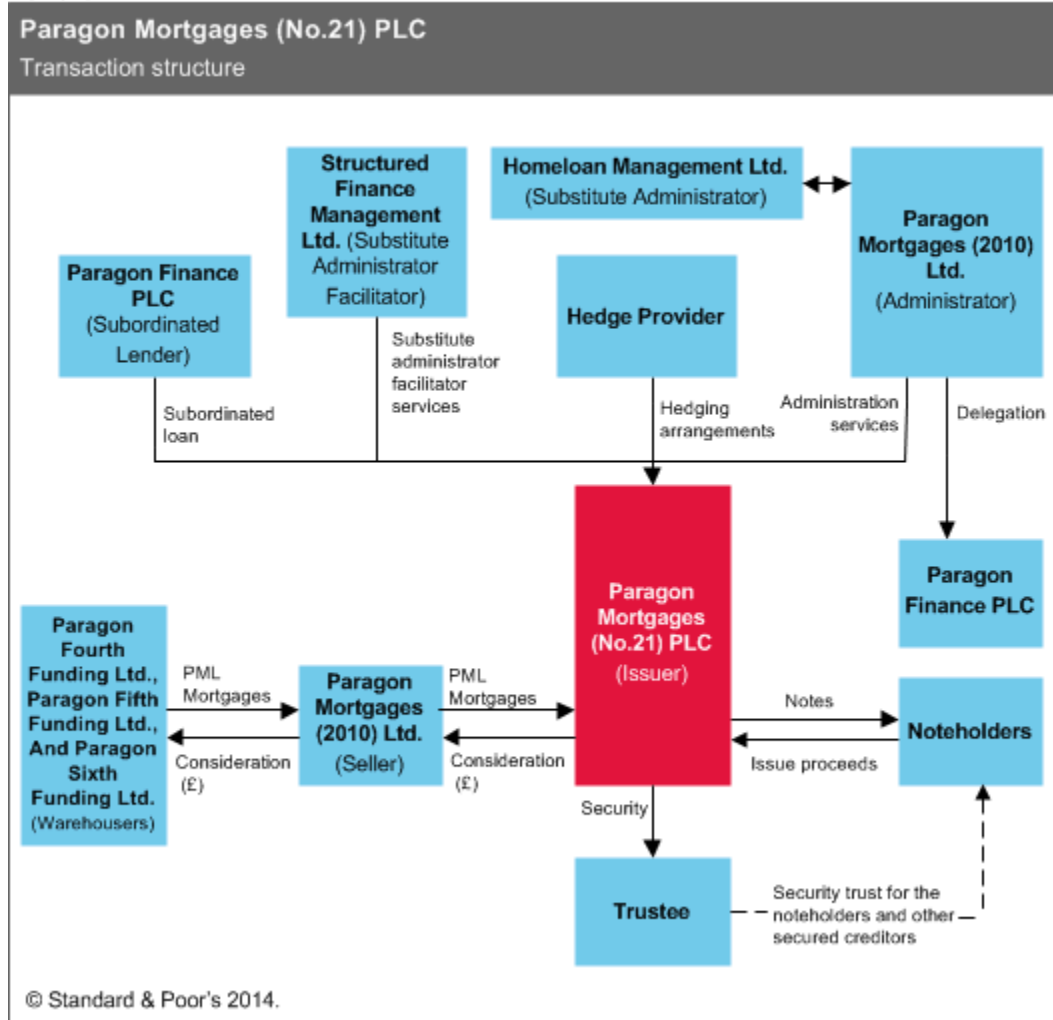 Paragon Mortgages (No.21) PLC
Transaction structure
Structured
Finance
Management
Ltd. (Substitute
Administrator
Facilitator)
Homeloan Management Ltd.
(Substitute Administrator)
Paragon
Mortgages (2010)
Ltd.
(Administrator)
Paragon Finance
PLC
(Subordinated
Lender)
Hedge Provider
Subordinated
loan
Substitute
administrator
facilitator
services
Hedging
arrangements
Administration
services
Delegation
Paragon
Finance PLC
Paragon
Fourth
Funding Ltd.,
Paragon Fifth
Funding Ltd.,
And Paragon
Sixth
Funding Ltd.
(Warehousers)
PML
Mortgages
Consideration
(£)
Paragon
Mortgages
(2010) Ltd.
(Seller)
PML
Mortgages
Consideration
(£)
Paragon
Mortgages
(No.21) PLC
(Issuer)
Notes
Issue proceeds
Noteholders
Security
Trustee
Security trust for the
noteholders and other
secured creditors
© Standard & Poor's 2014.